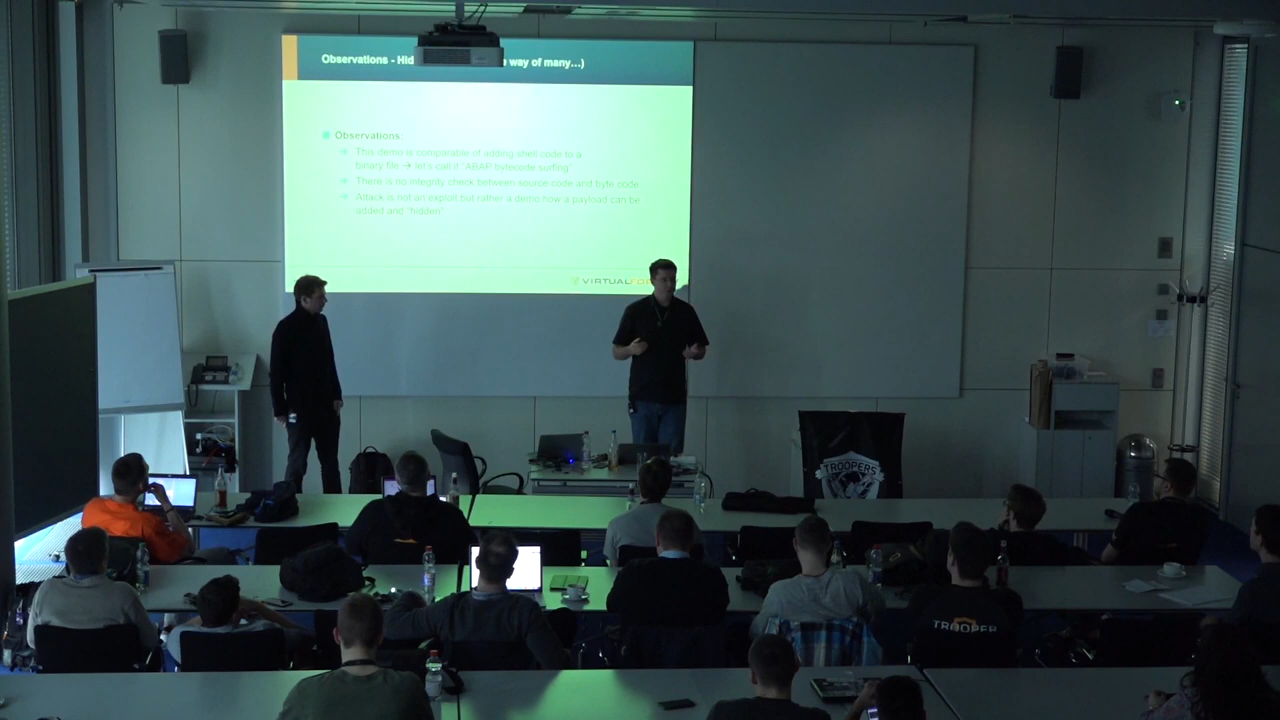 Observations - Hid way of many...)
Observations:
This demo is comparable of adding shell code to a
binary file → let's call it "ABAP bytecode surfing"
There is no integrity check between source code and byte code
Attack is not an exploit but rather a demo how a payload can be
added and "hidden"
VIRTUALFO
TROOPERS
TROOPER